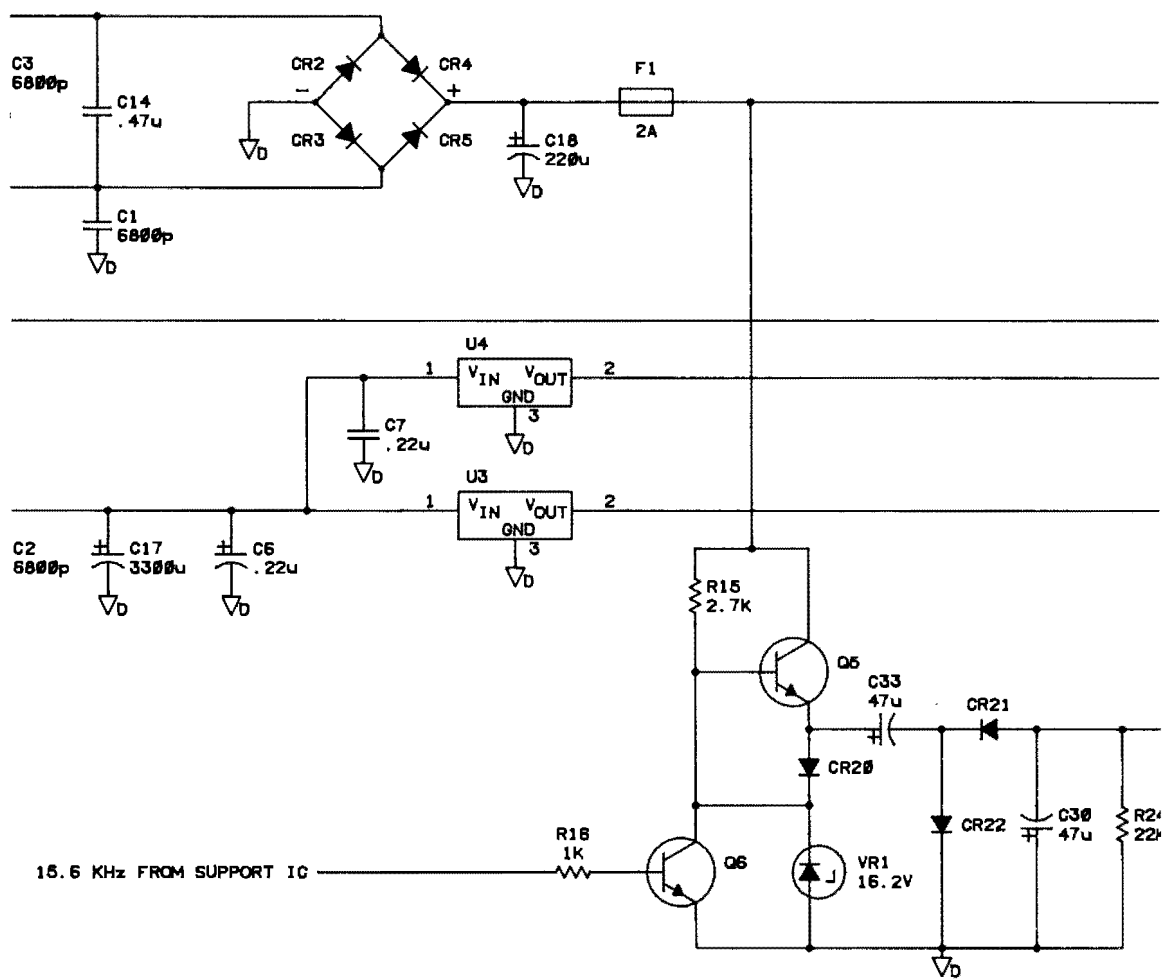 C3
6800p
C14
.47u
CR2
CR4
-
+
CR3
CR5
D
F1
2A
+
C18
220u
D
C1
6800p
D
U4
1
VIN
VOUT
2
GND
3
D
C7
.22u
D
U3
1
VIN
VOUT
2
GND
3
D
C2
6800p
+
C17
3300u
D
+
C6
.22u
D
R15
2.7K
Q5
C33
47u
+
CR21
CR20
CR22
C30
47u
+
R24
22K
R16
1K
15.6 KHz FROM SUPPORT IC
Q6
VR1
16.2V
D